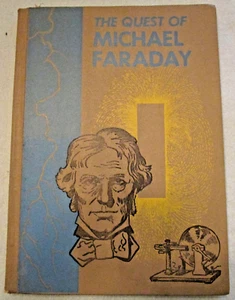 THE QUEST OF
MICHAEL
FARADAY